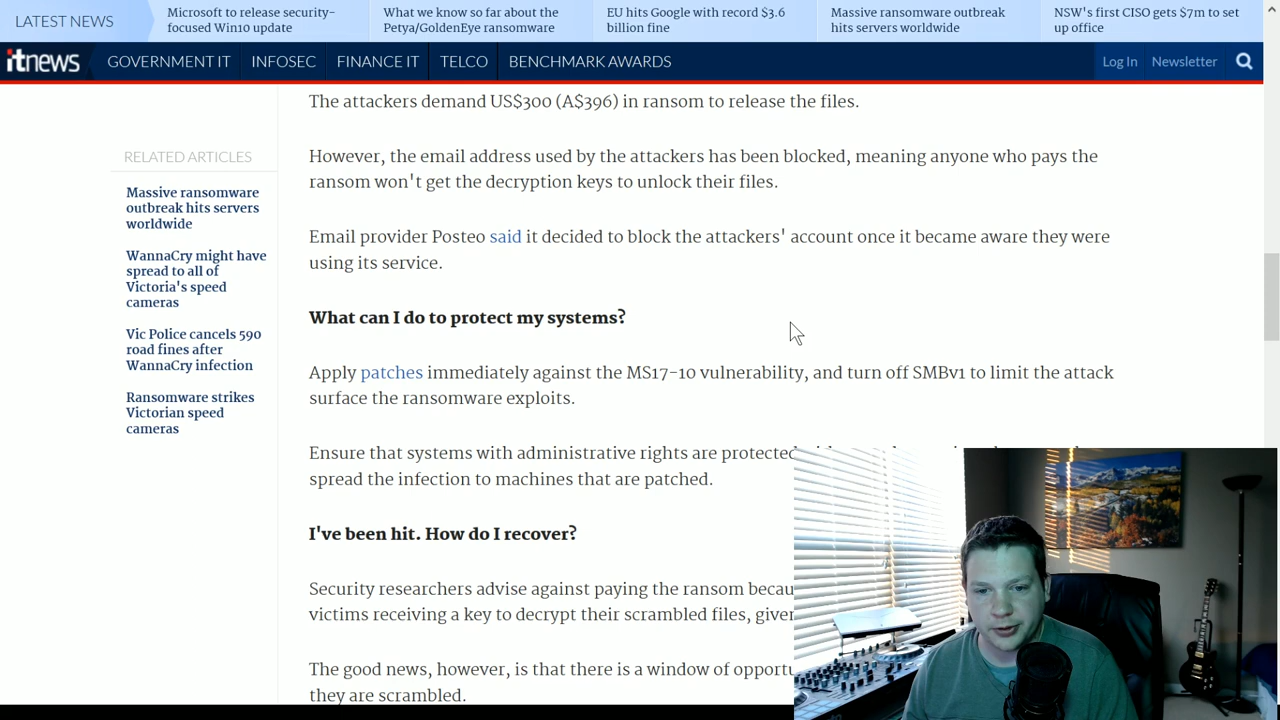 LATEST NEWS
Microsoft to release security-
focused Win10 update
What we know so far about the
Petya/GoldenEye ransomware
EU hits Google with record $3.6
billion fine
Massive ransomware outbreak
hits servers worldwide
NSW's first CISO gets $7m to set
up office
itnews
GOVERNMENT IT
INFOSEC
FINANCE IT
TELCO
BENCHMARK AWARDS
Log In
Newsletter
RELATED ARTICLES
Massive ransomware
outbreak hits servers
worldwide
WannaCry might have
spread to all of
Victoria's speed
cameras
Vic Police cancels 590
road fines after
WannaCry infection
Ransomware strikes
Victorian speed
cameras
The attackers demand US$300 (A$396) in ransom to release the files.
However, the email address used by the attackers has been blocked, meaning anyone who pays the
ransom won't get the decryption keys to unlock their files.
Email provider Posteo said it decided to block the attackers' account once it became aware they were
using its service.
What can I do to protect my systems?
Apply patches immediately against the MS17-10 vulnerability, and turn off SMBv1 to limit the attack
surface the ransomware exploits.
Ensure that systems with administrative rights are protected
spread the infection to machines that are patched.
I've been hit. How do I recover?
Security researchers advise against paying the ransom
victims receiving a key to decrypt their scrambled files,
The good news, however, is that there is a window of
they are scrambled.